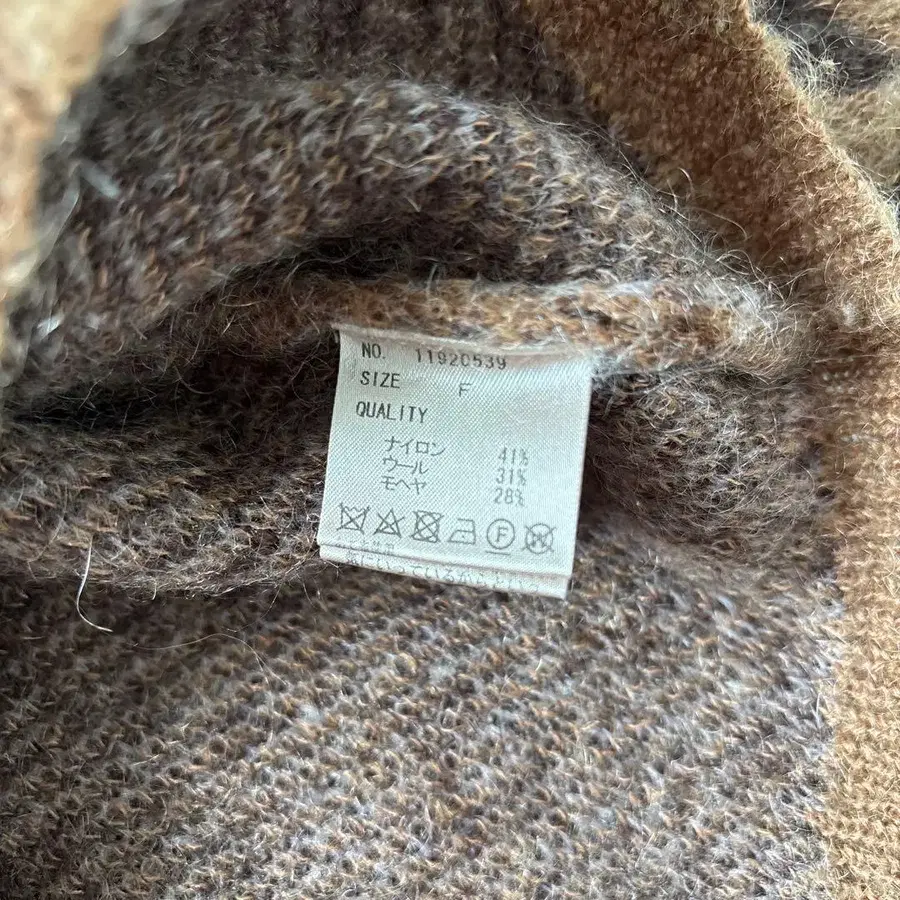 NO. 11920539
SIZE F
QUALITY
ナイロン 41%
ウール 31%
モヘヤ 28%
F W